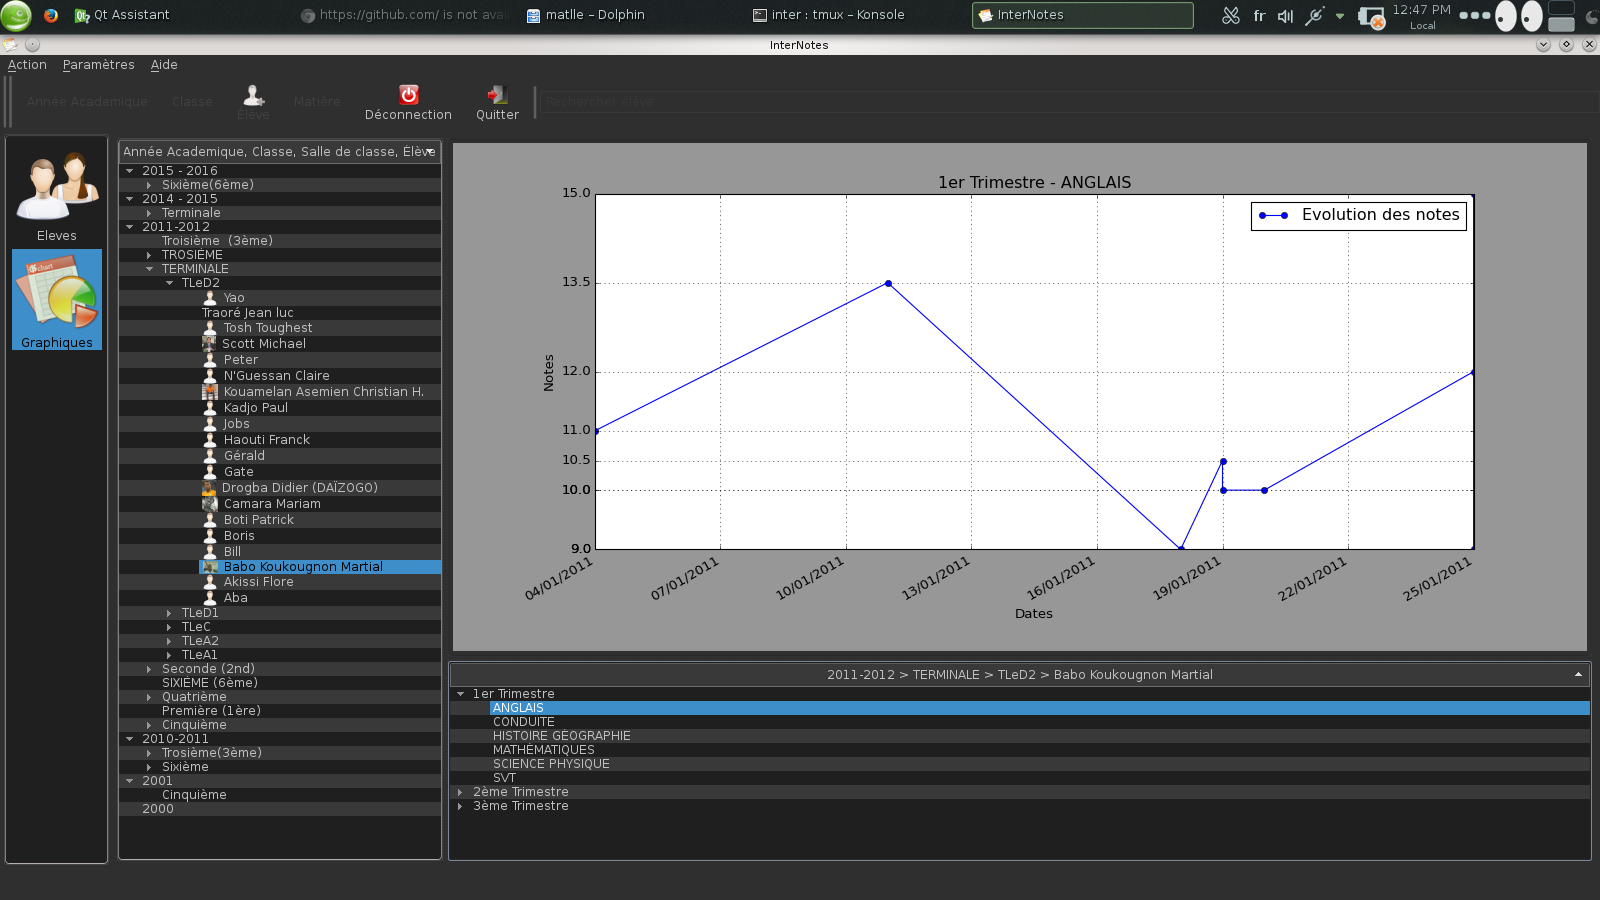 Qt Assistant
https://github.com/ is not avai
matlle – Dolphin
inter : tmux – Konsole
InterNotes
fr
12:47 PM
Local
InterNotes
Action Paramètres Aide
Année Academique
Classe
Elève
Matière
Déconnection
Quitter
Rechercher élève
Eleves
Graphiques
Année Academique, Classe, Salle de classe, Élève
2015 - 2016
Sixième(6ème)
2014 - 2015
Terminale
2011-2012
Troisième (3ème)
TROSIÈME
TERMINALE
TLeD2
Yao
Traoré Jean luc
Tosh Toughest
Scott Michael
Peter
N'Guessan Claire
Kouamelan Asemien Christian H.
Kadjo Paul
Jobs
Haouti Franck
Gérald
Gate
Drogba Didier (DAÏZOGO)
Camara Mariam
Boti Patrick
Boris
Bill
Babo Koukougnon Martial
Akissi Flore
Aba
TLeD1
TLeC
TLeA2
TLeA1
Seconde (2nd)
SIXIÈME (6ème)
Quatrième
Première (1ère)
Cinquième
2010-2011
Trosième(3ème)
Sixième
2001
Cinquième
2000
1er Trimestre - ANGLAIS
Evolution des notes
Notes
15.0
13.5
12.0
11.0
10.5
10.0
9.0
04/01/2011
07/01/2011
10/01/2011
13/01/2011
16/01/2011
19/01/2011
22/01/2011
25/01/2011
Dates
2011-2012 > TERMINALE > TLeD2 > Babo Koukougnon Martial
1er Trimestre
ANGLAIS
CONDUITE
HISTOIRE GÉOGRAPHIE
MATHÉMATIQUES
SCIENCE PHYSIQUE
SVT
2ème Trimestre
3ème Trimestre